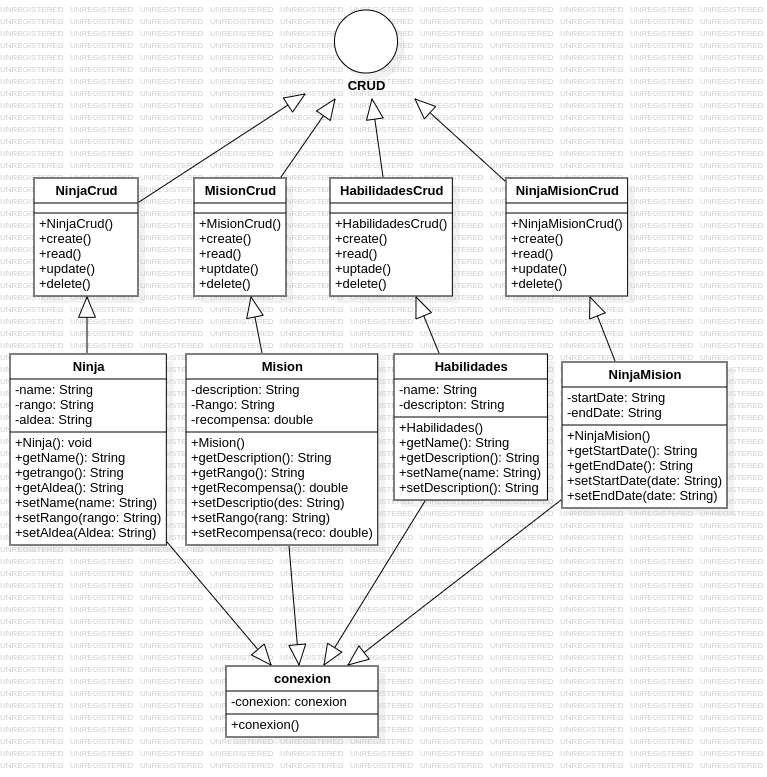 CRUD
NinjaCrud
+NinjaCrud()
+create()
+read()
+update()
+delete()
MisionCrud
+MisionCrud()
+create()
+read()
+uptdate()
+delete()
HabilidadesCrud
+HabilidadesCrud()
+create()
+read()
+uptade()
+delete()
NinjaMisionCrud
+NinjaMisionCrud()
+create()
+read()
+update()
+delete()
Ninja
-name: String
-rango: String
-aldea: String
+Ninja(): void
+getName(): String
+getrango(): String
+getAldea(): String
+setName(name: String)
+setRango(rango: String)
+setAldea(Aldea: String)
Mision
-description: String
-Rango: String
-recompensa: double
+Mision()
+getDescription(): String
+getRango(): String
+getRecompensa(): double
+setDescriptio(des: String)
+setRango(rang: String)
+setRecompensa(reco: double)
Habilidades
-name: String
-descripton: String
+Habilidades()
+getName(): String
+getDescription(): String
+setName(name: String)
+setDescription(): String
NinjaMision
-startDate: String
-endDate: String
+NinjaMision()
+getStartDate(): String
+getEndDate(): String
+setStartDate(date: String)
+setEndDate(date: String)
conexion
-conexion: conexion
+conexion()
UNREGISTERED